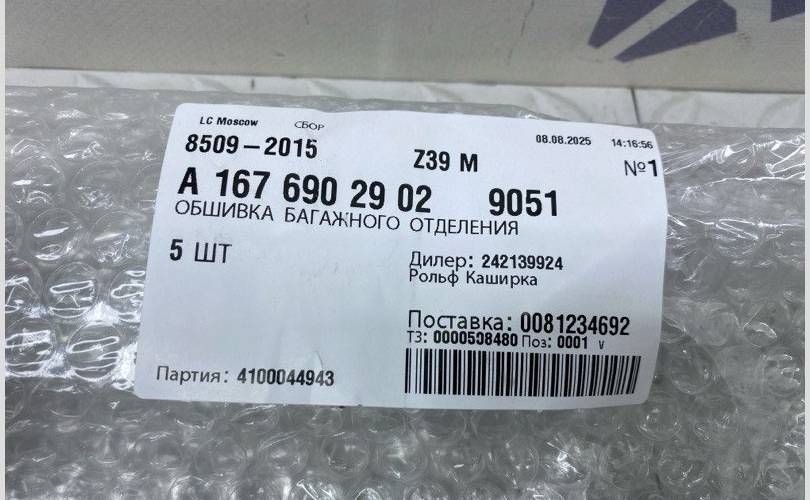 LC Moscow СБОР 08.08.2025 14:16:56
8509-2015 Z39 M №1
A 167 690 29 02 9051
ОБШИВКА БАГАЖНОГО ОТДЕЛЕНИЯ
5 ШТ
Дилер: 242139924
Рольф Каширка
Поставка: 0081234692
ТЗ: 0000508480 Поз: 0001 v
Партия: 4100044943